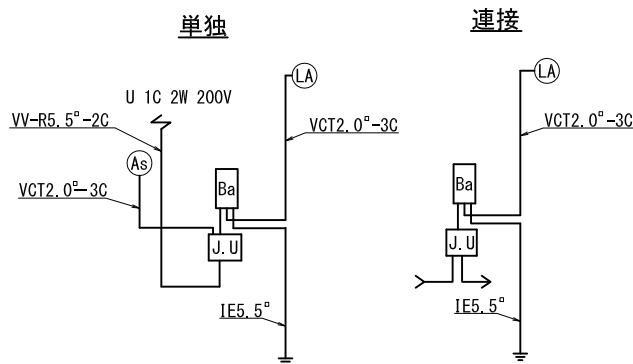 単独
連接
LA
U 1C 2W 200V
VV-R5.5□-2C
VCT2.0□-3C
As
Ba
VCT2.0□-3C
J.U
IE5.5□
LA
VCT2.0□-3C
Ba
J.U
IE5.5□